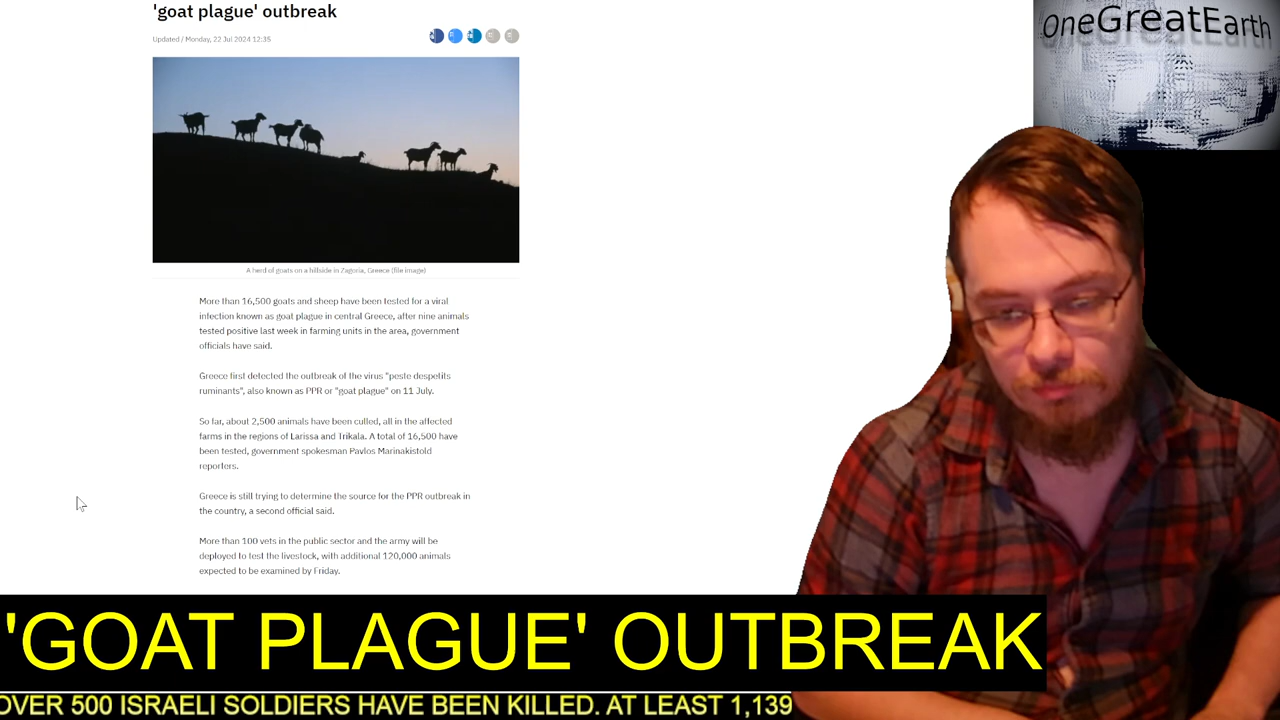 'goat plague' outbreak
Updated / Monday, 22 Jul 2024 12:35
OneGreatEarth
A herd of goats on a hillside in Zagoria, Greece (file image)
More than 16,500 goats and sheep have been tested for a viral
infection known as goat plague in central Greece, after nine animals
tested positive last week in farming units in the area, government
officials have said.
Greece first detected the outbreak of the virus "peste despetits
ruminants", also known as PPR or "goat plague" on 11 July.
So far, about 2,500 animals have been culled, all in the affected
farms in the regions of Larissa and Trikala. A total of 16,500 have
been tested, government spokesman Pavlos Marinakistold
reporters.
Greece is still trying to determine the source for the PPR outbreak in
the country, a second official said.
More than 100 vets in the public sector and the army will be
deployed to test the livestock, with additional 120,000 animals
expected to be examined by Friday.
'GOAT PLAGUE' OUTBREAK
OVER 500 ISRAELI SOLDIERS HAVE BEEN KILLED. AT LEAST 1,139